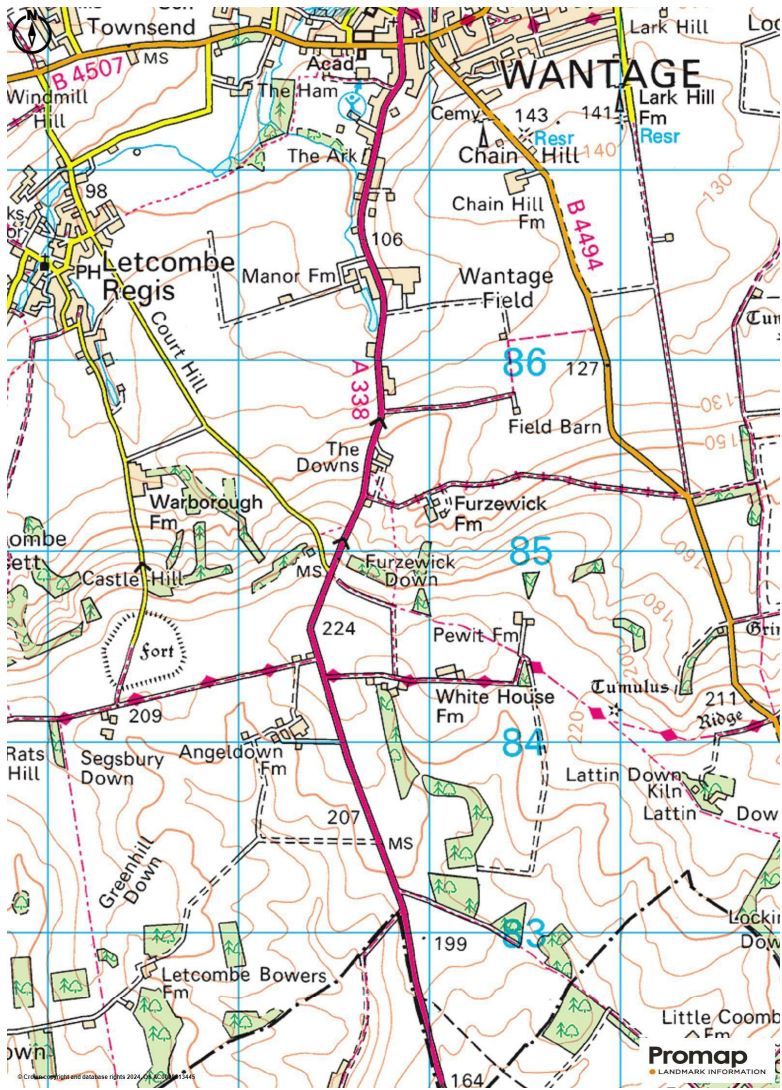 N
Townsend
MS
B 4507
Acad
WANTAGE
Lark Hill
Windmill
Hill
The Ham
Cemy
143
141
Lark Hill
Fm
Resr
Resr
The Ark
Chain Hill
140
130
98
Chain Hill
Fm
B 4494
106
PH
Letcombe
Regis
Manor Fm
Wantage
Field
Court Hill
86
127
A 338
130
150
Field Barn
The
Downs
Warborough
Fm
Furzewick
Fm
85
160
MS
Furzewick
Down
Castle Hill
180
Fort
224
Pewit Fm
200
Tumulus
White House
Fm
211
Ridge
209
220
Rats
Hill
Segsbury
Down
Angeldown
Fm
84
Lattin Down
Kiln
Lattin Dow
207
MS
Greenhill
Down
83
199
Letcombe Bowers
Fm
Little Coomb
Fm
164
Promap
LANDMARK INFORMATION